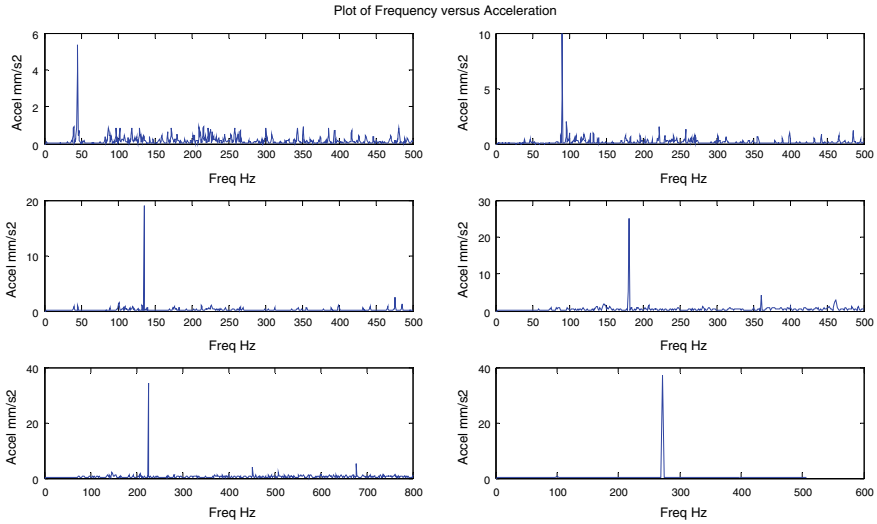 Plot of Frequency versus Acceleration
Accel mm/s2
6
4
2
0
0 50 100 150 200 250 300 350 400 450 500
Freq Hz
Accel mm/s2
10
5
0
0 50 100 150 200 250 300 350 400 450 500
Freq Hz
Accel mm/s2
20
10
0
0 50 100 150 200 250 300 350 400 450 500
Freq Hz
Accel mm/s2
30
20
10
0
0 50 100 150 200 250 300 350 400 450 500
Freq Hz
Accel mm/s2
40
20
0
0 100 200 300 400 500 600 700 800
Freq Hz
Accel mm/s2
40
20
0
0 100 200 300 400 500 600
Freq Hz